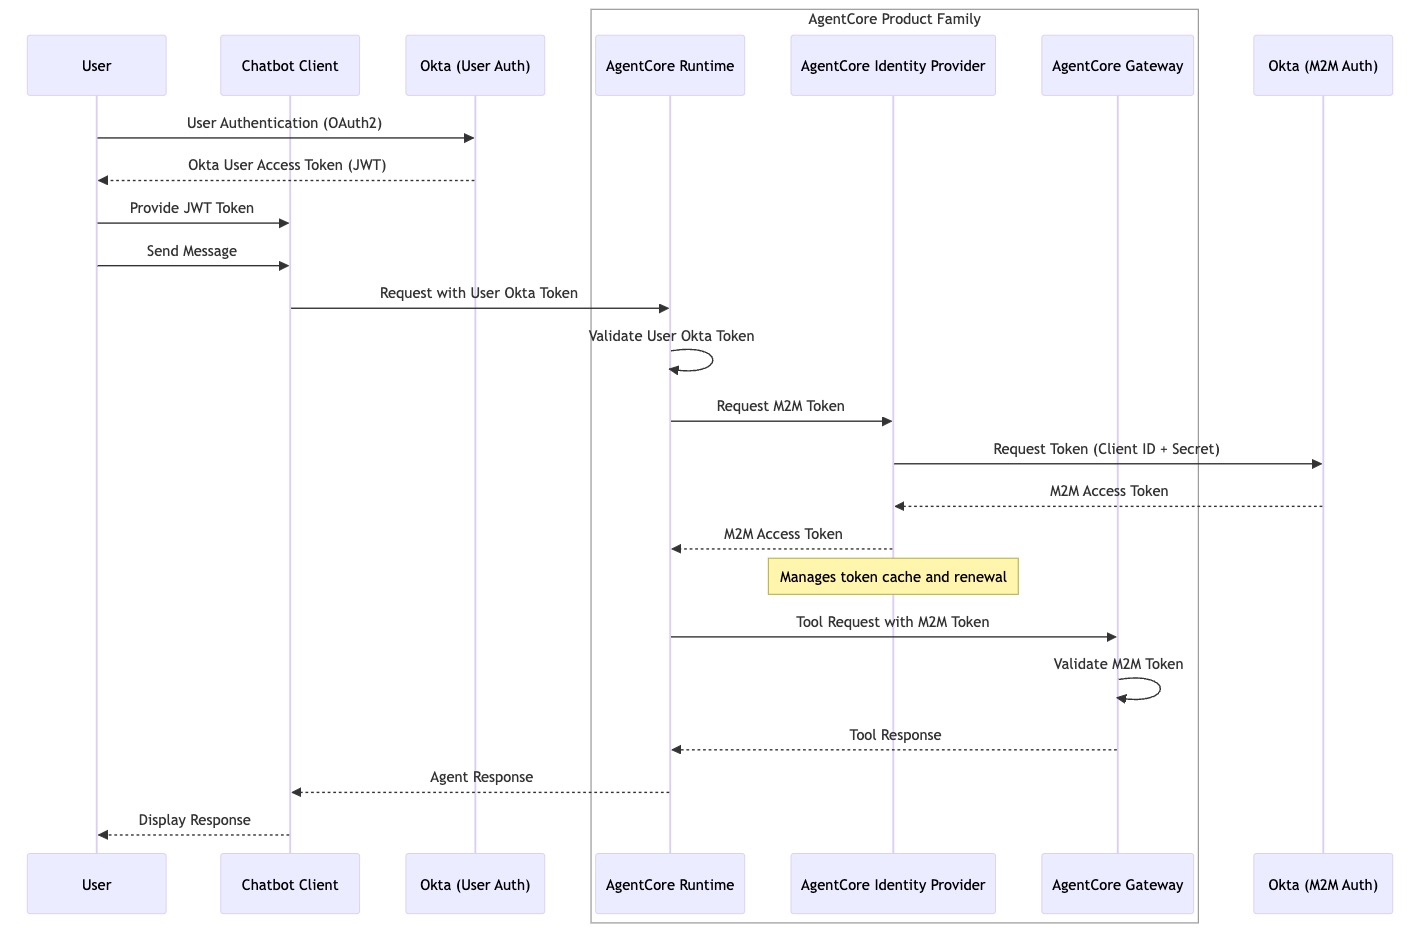 AgentCore Product Family
User
Chatbot Client
Okta (User Auth)
AgentCore Runtime
AgentCore Identity Provider
AgentCore Gateway
Okta (M2M Auth)
User Authentication (OAuth2)
Okta User Access Token (JWT)
Provide JWT Token
Send Message
Request with User Okta Token
Validate User Okta Token
Request M2M Token
Request Token (Client ID + Secret)
M2M Access Token
M2M Access Token
Manages token cache and renewal
Tool Request with M2M Token
Validate M2M Token
Tool Response
Agent Response
Display Response
User
Chatbot Client
Okta (User Auth)
AgentCore Runtime
AgentCore Identity Provider
AgentCore Gateway
Okta (M2M Auth)